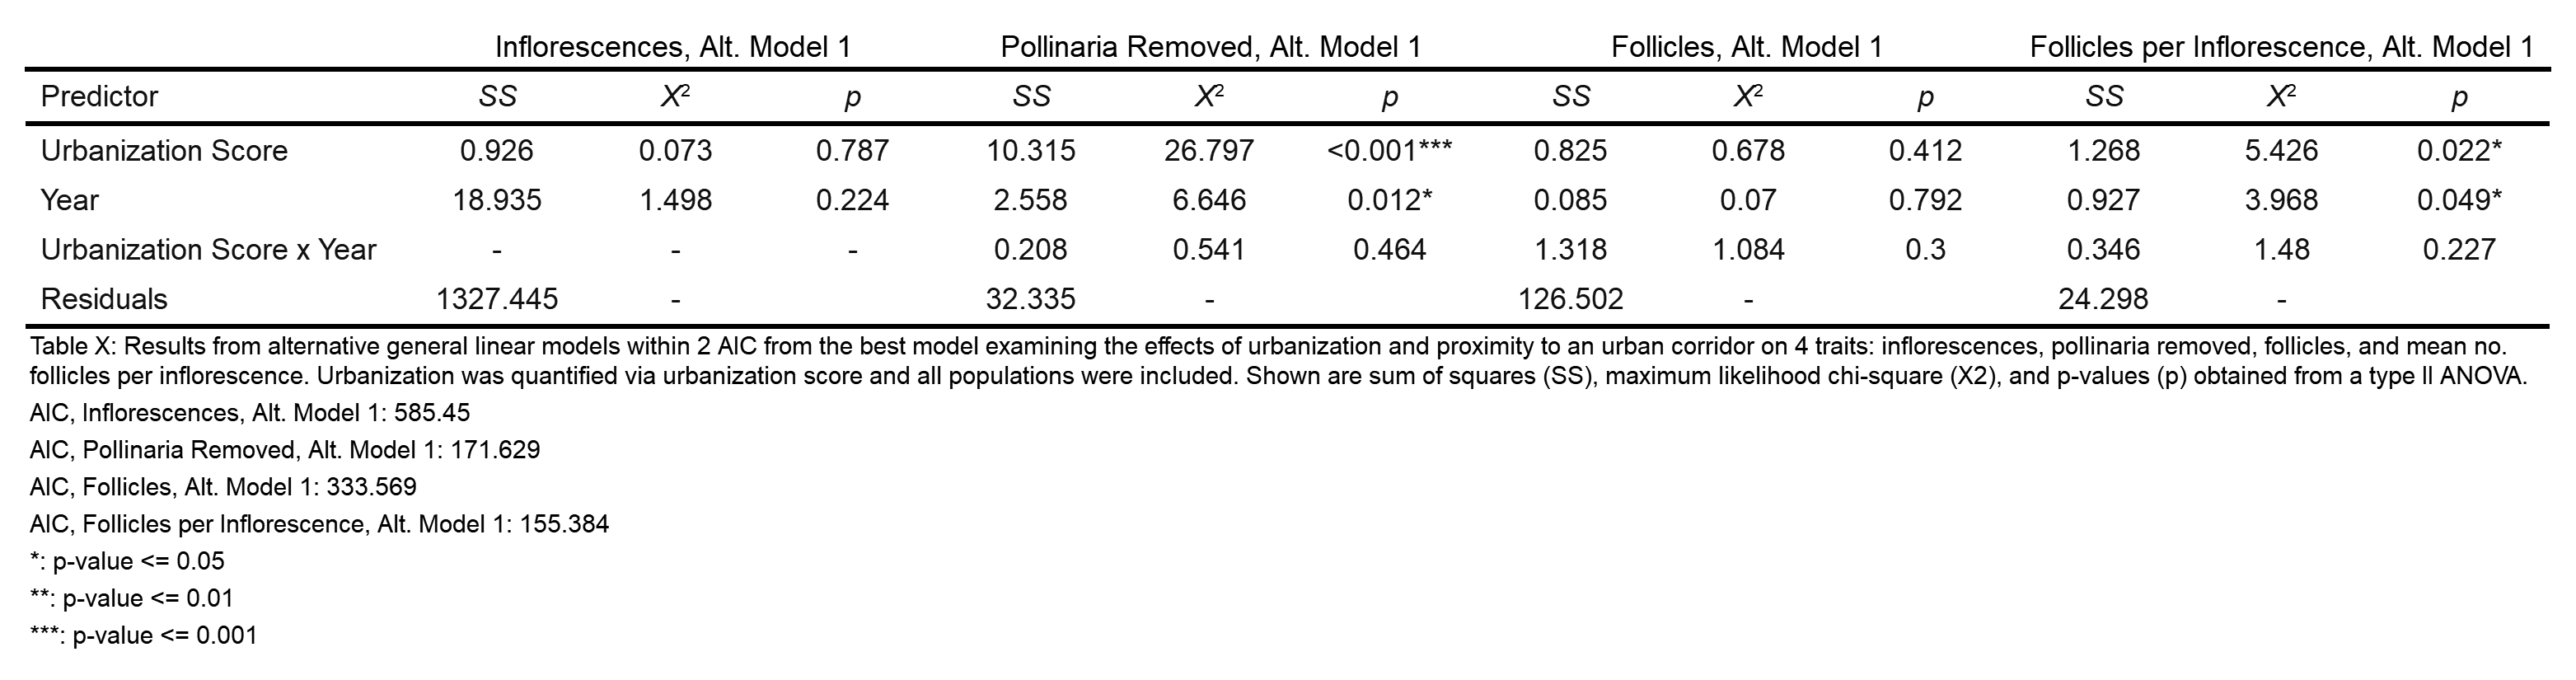 Inflorescences, Alt. Model 1 Pollinaria Removed, Alt. Model 1 Follicles, Alt. Model 1 Follicles per Inflorescence, Alt. Model 1
Predictor SS X² p SS X² p SS X² p SS X² p
Urbanization Score 0.926 0.073 0.787 10.315 26.797 <0.001*** 0.825 0.678 0.412 1.268 5.426 0.022*
Year 18.935 1.498 0.224 2.558 6.646 0.012* 0.085 0.07 0.792 0.927 3.968 0.049*
Urbanization Score x Year - - - 0.208 0.541 0.464 1.318 1.084 0.3 0.346 1.48 0.227
Residuals 1327.445 - 32.335 - 126.502 - 24.298 -
Table X: Results from alternative general linear models within 2 AIC from the best model examining the effects of urbanization and proximity to an urban corridor on 4 traits: inflorescences, pollinaria removed, follicles, and mean no.
follicles per inflorescence. Urbanization was quantified via urbanization score and all populations were included. Shown are sum of squares (SS), maximum likelihood chi-square (X2), and p-values (p) obtained from a type II ANOVA.
AIC, Inflorescences, Alt. Model 1: 585.45
AIC, Pollinaria Removed, Alt. Model 1: 171.629
AIC, Follicles, Alt. Model 1: 333.569
AIC, Follicles per Inflorescence, Alt. Model 1: 155.384
*: p-value <= 0.05
**: p-value <= 0.01
***: p-value <= 0.001